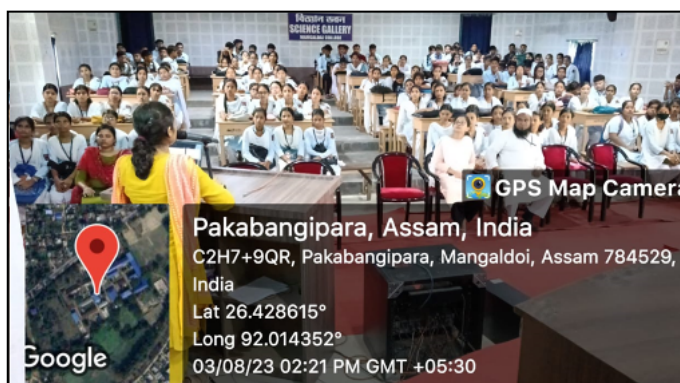 SCIENCE GALLERY
GPS Map Camera
Pakabangipara, Assam, India
C2H7+9QR, Pakabangipara, Mangaldoi, Assam 784529,
India
Lat 26.428615°
Long 92.014352°
03/08/23 02:21 PM GMT +05:30
Google